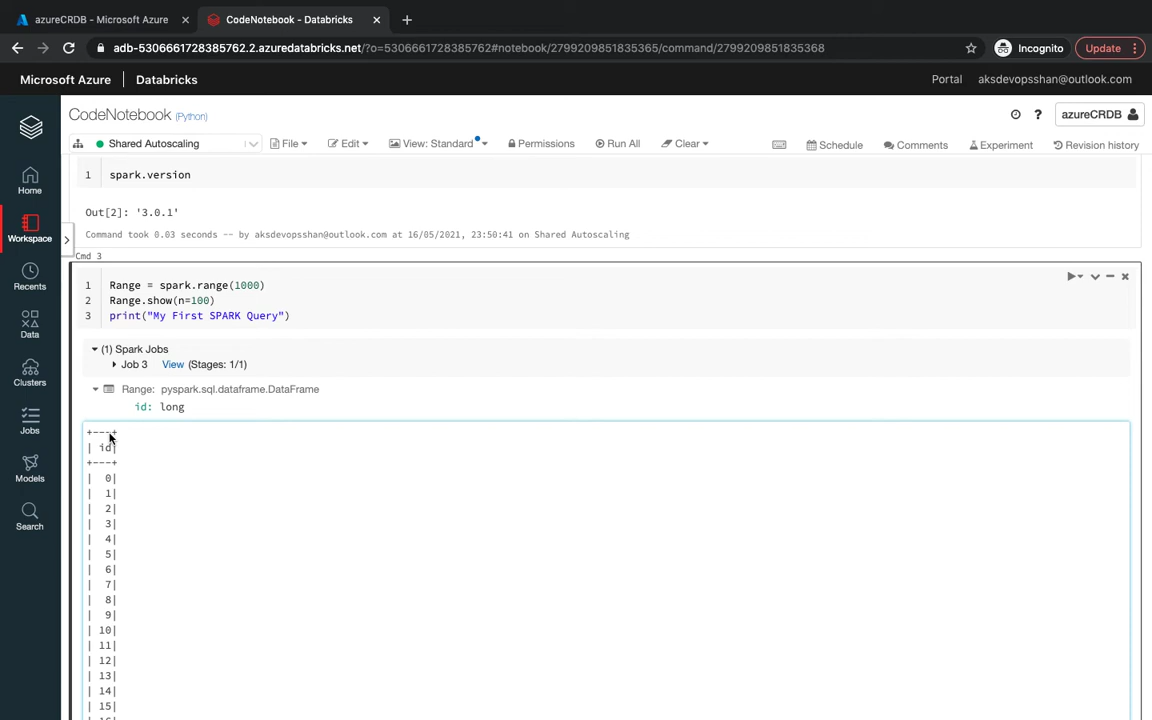 azureCRDB - Microsoft Azure
CodeNotebook - Databricks
adb-5306661728385762.2.azuredatabricks.net/?o=5306661728385762#notebook/2799209851835365/command/2799209851835368
Incognito
Update
Microsoft Azure
Databricks
Portal
aksdevopsshan@outlook.com
CodeNotebook (Python)
azureCRDB
Shared Autoscaling
File
Edit
View: Standard
Permissions
Run All
Clear
Schedule
Comments
Experiment
Revision history
Home
Workspace
Recents
Data
Clusters
Jobs
Models
Search
1 spark.version
Out[2]: '3.0.1'
Command took 0.03 seconds -- by aksdevopsshan@outlook.com at 16/05/2021, 23:50:41 on Shared Autoscaling
Cmd 3
1 Range = spark.range(1000)
2 Range.show(n=100)
3 print("My First SPARK Query")
(1) Spark Jobs
Job 3 View (Stages: 1/1)
Range: pyspark.sql.dataframe.DataFrame
id: long
+---+
| id|
+---+
| 0|
| 1|
| 2|
| 3|
| 4|
| 5|
| 6|
| 7|
| 8|
| 9|
| 10|
| 11|
| 12|
| 13|
| 14|
| 15|